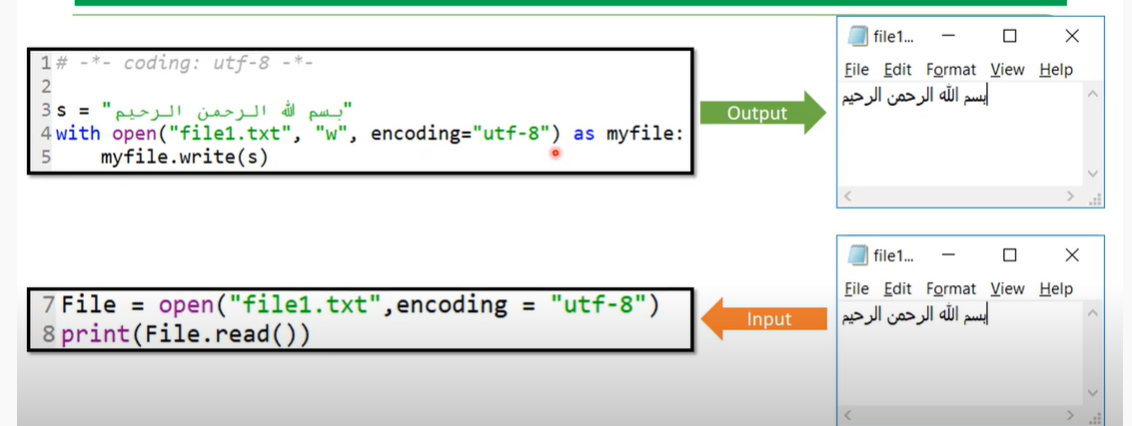 1 # -*- coding: utf-8 -*-
2
3 s = "بسم الله الرحمن الرحيم"
4 with open("file1.txt", "w", encoding="utf-8") as myfile:
5 myfile.write(s)
Output
file1...
File Edit Format View Help
بسم الله الرحمن الرحيم
7 File = open("file1.txt",encoding = "utf-8")
8 print(File.read())
Input
file1...
File Edit Format View Help
بسم الله الرحمن الرحيم